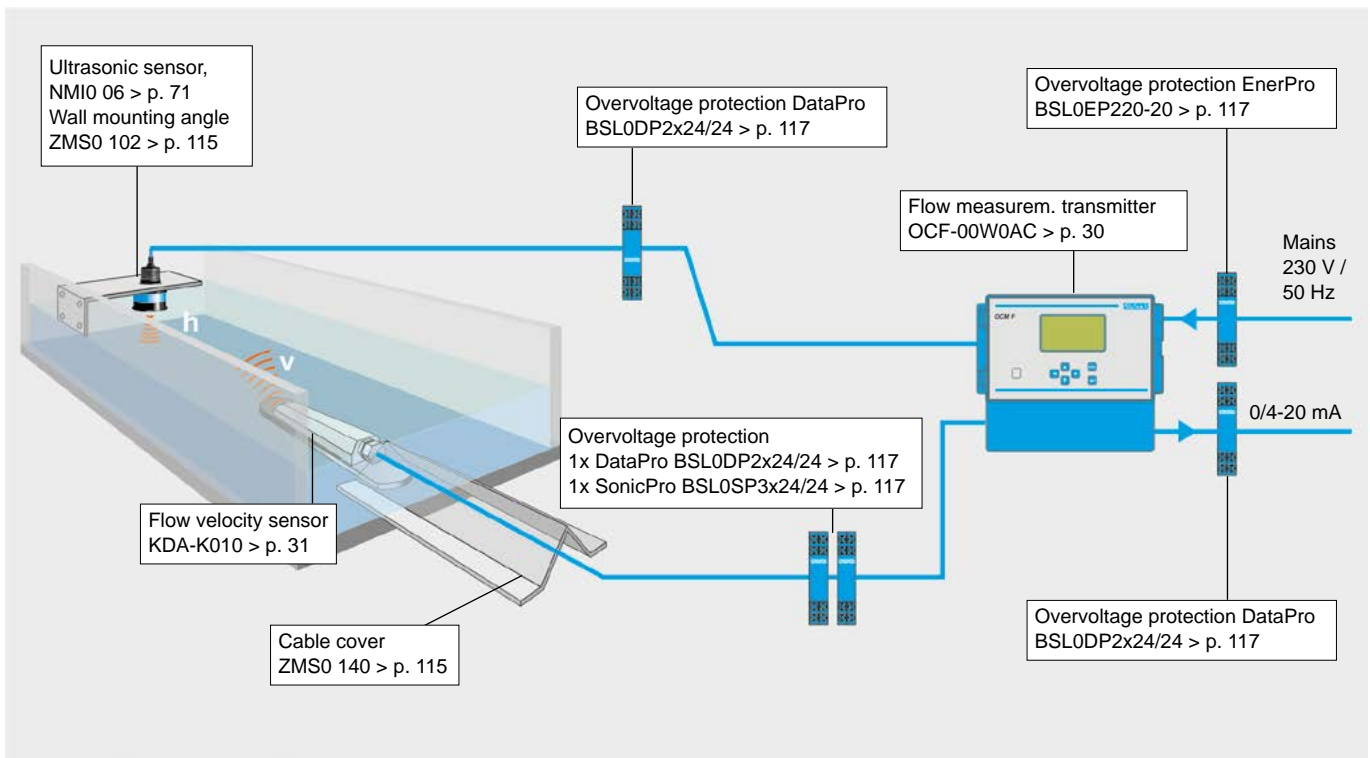 Ultrasonic sensor,
NMI0 06 > p. 71
Wall mounting angle
ZMS0 102 > p. 115
Overvoltage protection DataPro
BSL0DP2x24/24 > p. 117
Overvoltage protection EnerPro
BSL0EP220-20 > p. 117
Flow measurem. transmitter
OCF-00W0AC > p. 30
Mains
230 V /
50 Hz
OCM F
h
v
0/4-20 mA
Overvoltage protection
1x DataPro BSL0DP2x24/24 > p. 117
1x SonicPro BSL0SP3x24/24 > p. 117
Flow velocity sensor
KDA-K010 > p. 31
Cable cover
ZMS0 140 > p. 115
Overvoltage protection DataPro
BSL0DP2x24/24 > p. 117